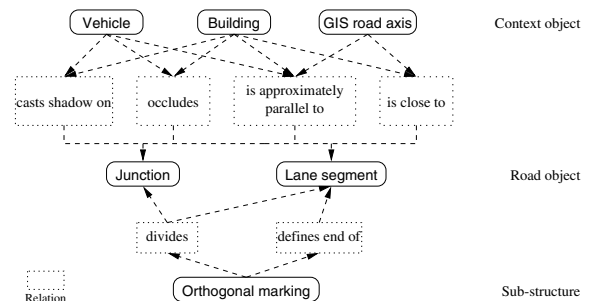 Vehicle Building GIS road axis Context object
casts shadow on occludes is approximately parallel to is close to
Junction Lane segment Road object
divides defines end of
Orthogonal marking Sub-structure
Relation